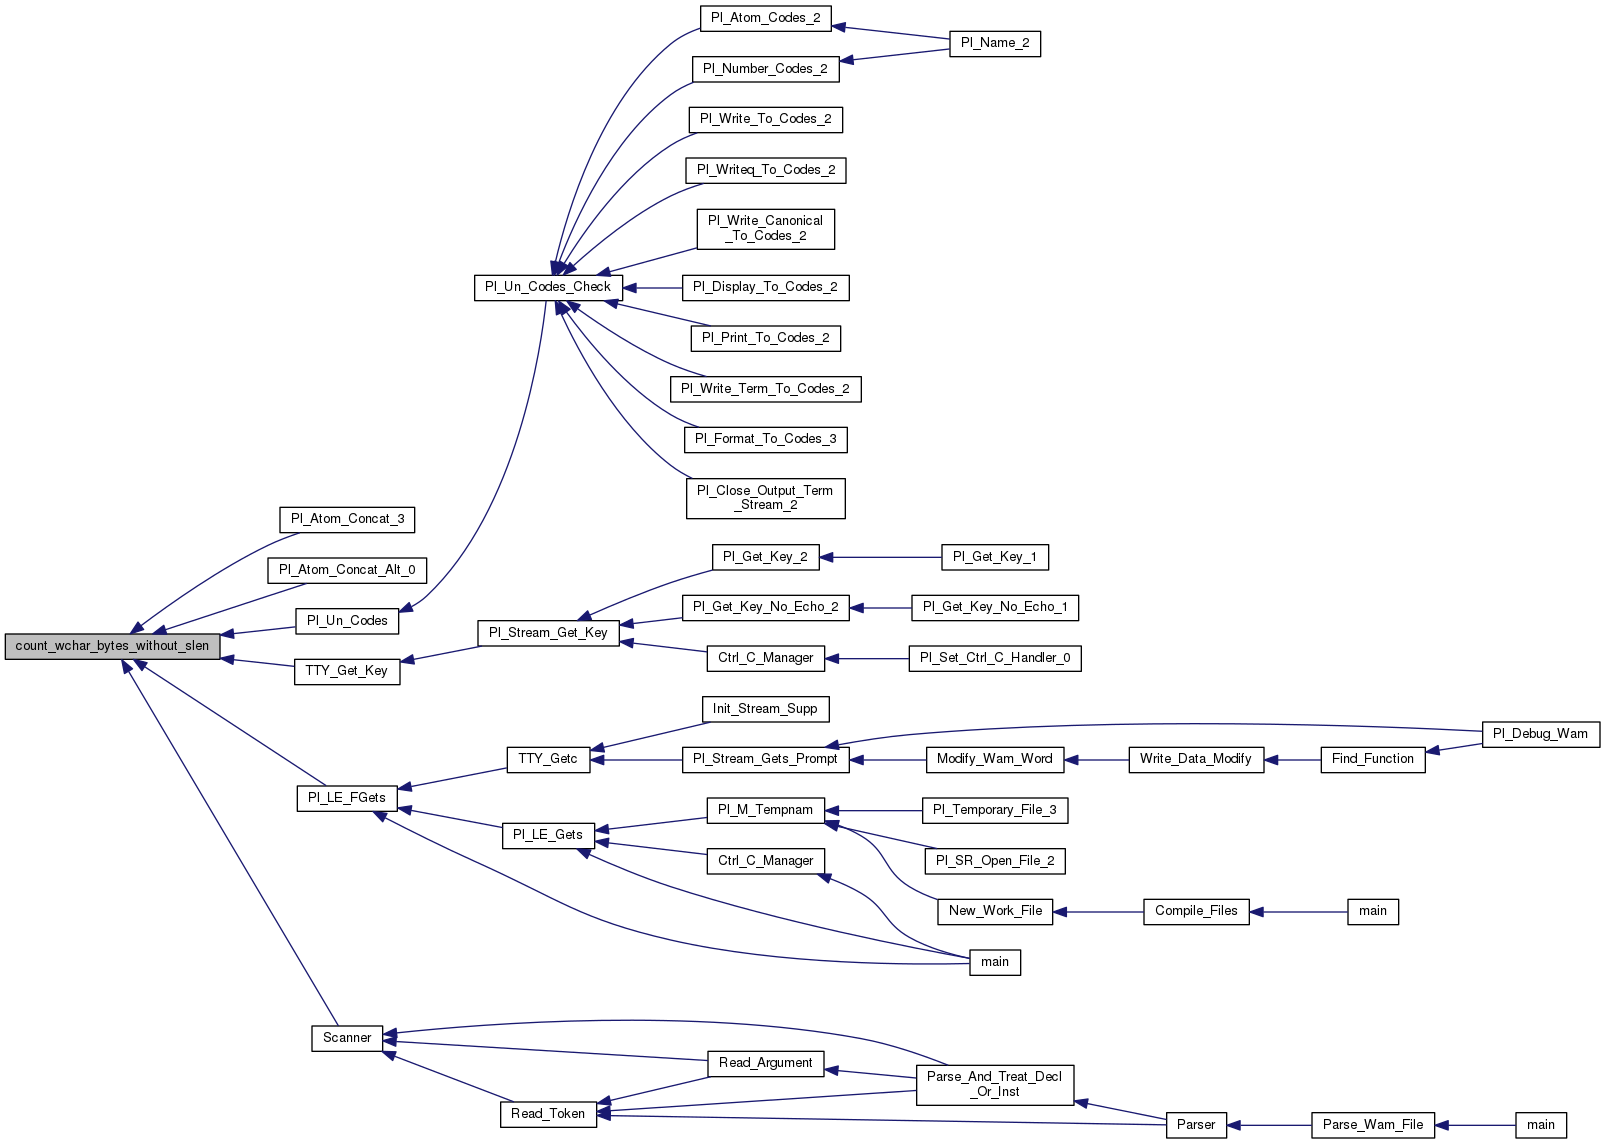 Pl_Atom_Codes_2
Pl_Name_2
Pl_Number_Codes_2
Pl_Write_To_Codes_2
Pl_Writeq_To_Codes_2
Pl_Write_Canonical
_To_Codes_2
Pl_Un_Codes_Check
Pl_Display_To_Codes_2
Pl_Print_To_Codes_2
Pl_Write_Term_To_Codes_2
Pl_Format_To_Codes_3
Pl_Close_Output_Term
_Stream_2
Pl_Atom_Concat_3
Pl_Get_Key_2
Pl_Get_Key_1
Pl_Atom_Concat_Alt_0
Pl_Get_Key_No_Echo_2
Pl_Get_Key_No_Echo_1
Pl_Un_Codes
Pl_Stream_Get_Key
count_wchar_bytes_without_slen
Ctrl_C_Manager
Pl_Set_Ctrl_C_Handler_0
TTY_Get_Key
Init_Stream_Supp
Pl_Debug_Wam
TTY_Getc
Pl_Stream_Gets_Prompt
Modify_Wam_Word
Write_Data_Modify
Find_Function
Pl_LE_FGets
Pl_M_Tempnam
Pl_Temporary_File_3
Pl_LE_Gets
Ctrl_C_Manager
Pl_SR_Open_File_2
New_Work_File
Compile_Files
main
main
Scanner
Read_Argument
Parse_And_Treat_Decl
_Or_Inst
Read_Token
Parser
Parse_Wam_File
main